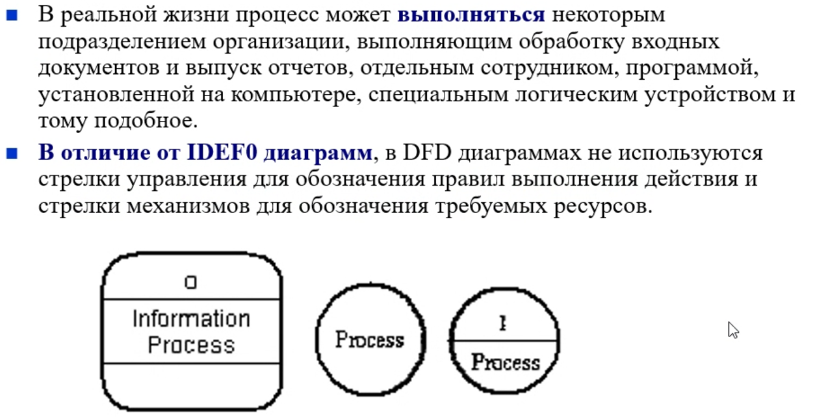 В реальной жизни процесс может выполняться некоторым
подразделением организации, выполняющим обработку входных
документов и выпуск отчетов, отдельным сотрудником, программой,
установленной на компьютере, специальным логическим устройством и
тому подобное.
В отличие от IDEF0 диаграмм, в DFD диаграммах не используются
стрелки управления для обозначения правил выполнения действия и
стрелки механизмов для обозначения требуемых ресурсов.
0
Information
Process
Process
1
Process